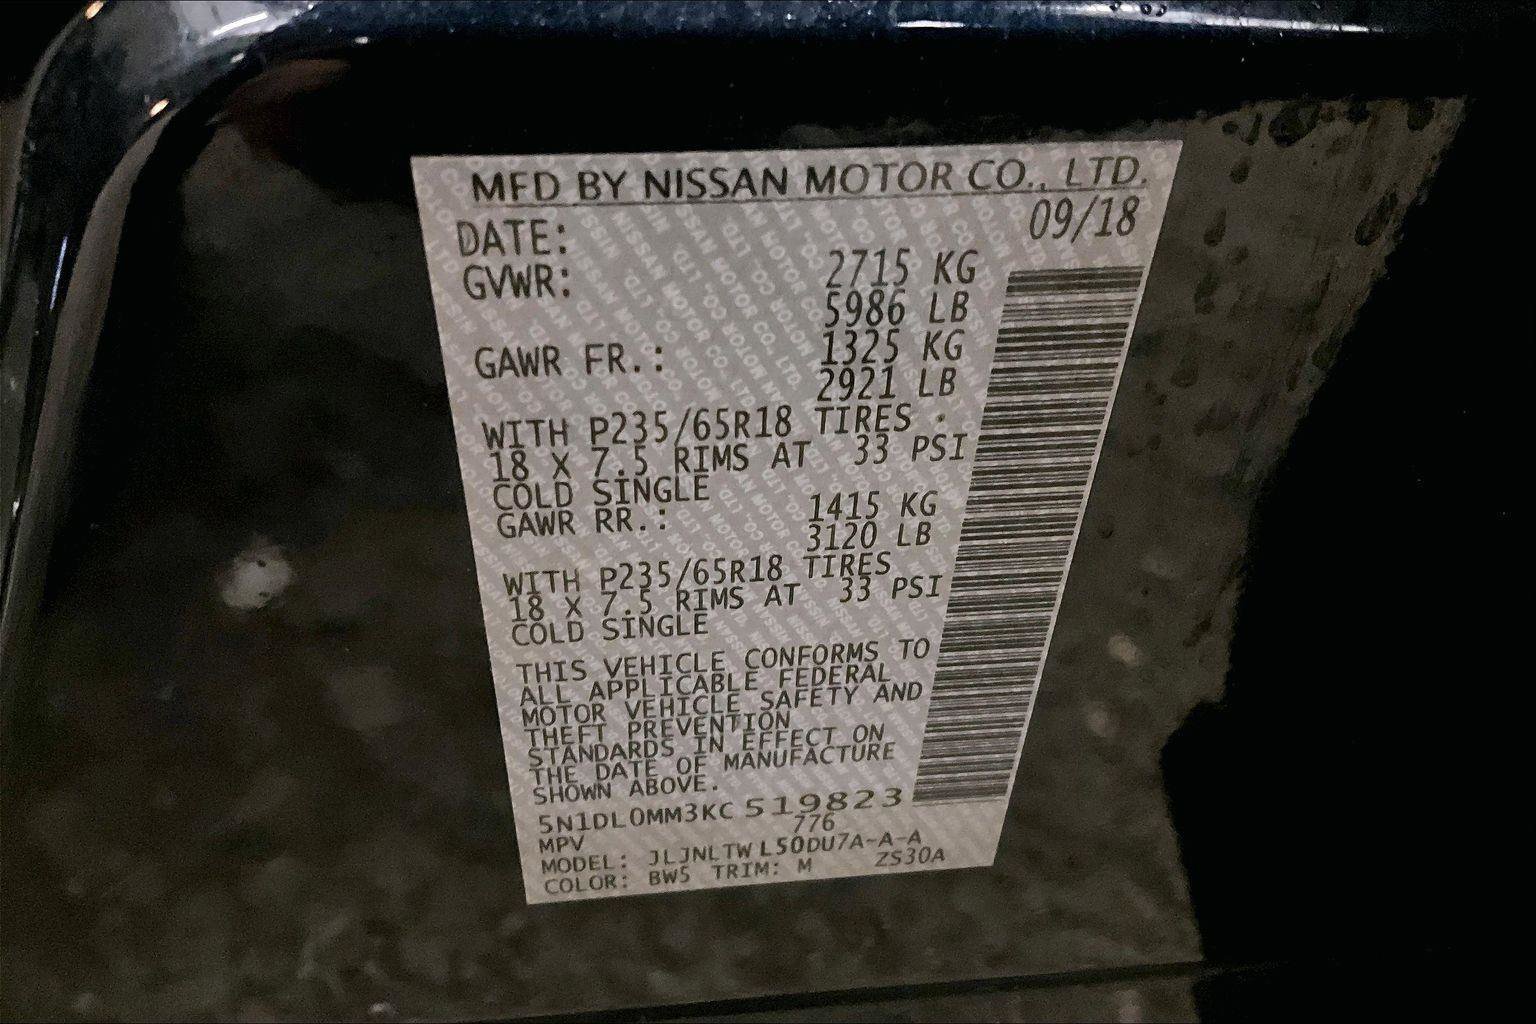 MFD BY NISSAN MOTOR CO., LTD.
DATE: 09/18
GVWR: 2715 KG
5986 LB
GAWR FR.: 1325 KG
2921 LB
WITH P235/65R18 TIRES
18 X 7.5 RIMS AT 33 PSI
COLD SINGLE
GAWR RR.: 1415 KG
3120 LB
WITH P235/65R18 TIRES
18 X 7.5 RIMS AT 33 PSI
COLD SINGLE
THIS VEHICLE CONFORMS TO
ALL APPLICABLE FEDERAL
MOTOR VEHICLE SAFETY AND
THEFT PREVENTION
STANDARDS IN EFFECT ON
THE DATE OF MANUFACTURE
SHOWN ABOVE.
5N1DL0MM3KC519823
MPV 776
MODEL: JLJNLTWL50DU7A-A-A
COLOR: BW5 TRIM: M ZS30A